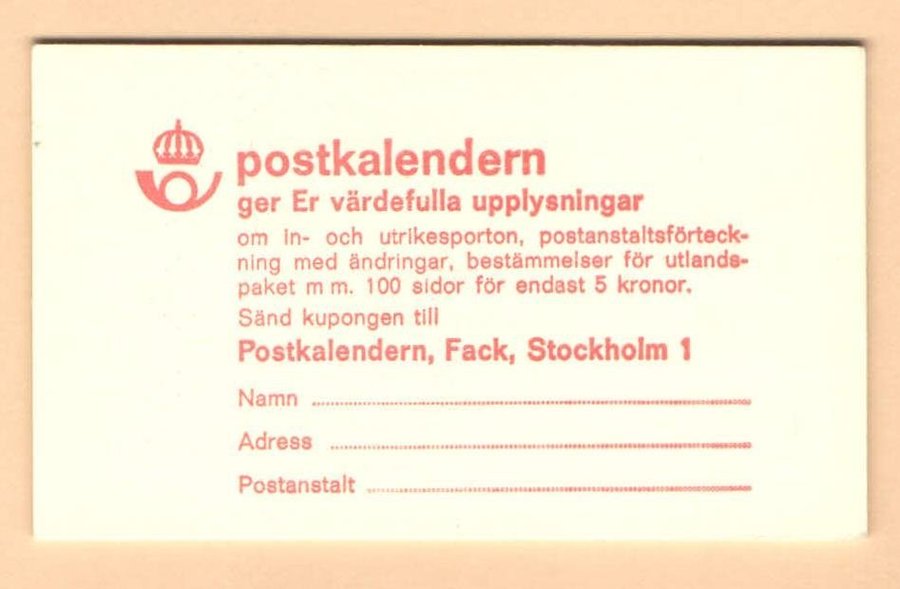 postkalendern
ger Er värdefulla upplysningar
om in- och utrikesporton, postanstaltsförteck-
ning med ändringar, bestämmelser för utlands-
paket m m. 100 sidor för endast 5 kronor.
Sänd kupongen till
Postkalendern, Fack, Stockholm 1
Namn
Adress
Postanstalt